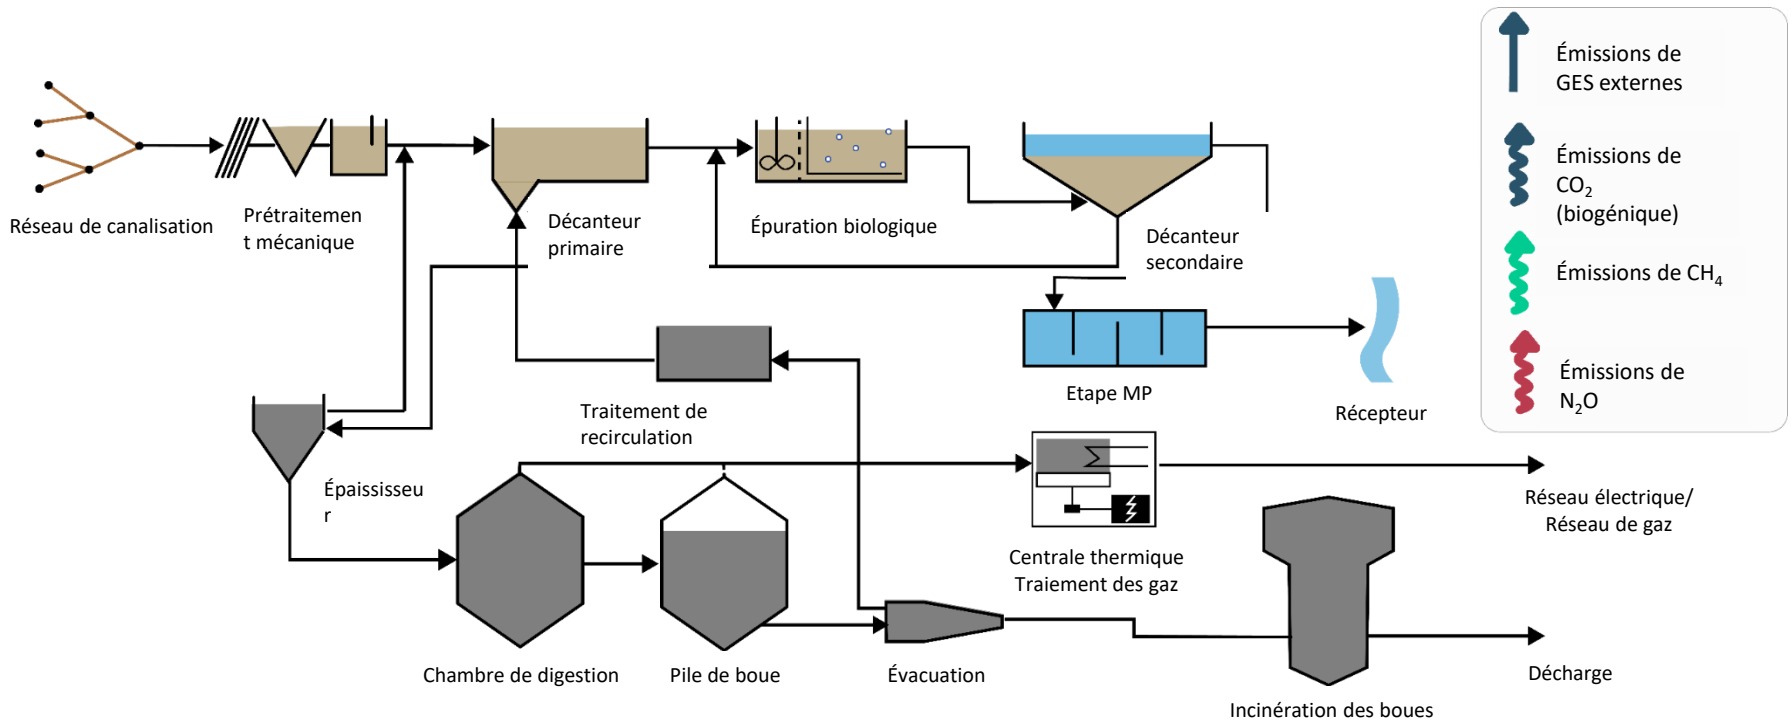 Émissions de
GES externes
Émissions de
CO₂
(biogénique)
Émissions de CH₄
Émissions de
N₂O
Réseau de canalisation
Prétraitemen
t mécanique
Décanteur
primaire
Épuration biologique
Décanteur
secondaire
Etape MP
Récepteur
Traitement de
recirculation
Épaississeu
r
Centrale thermique
Traiement des gaz
Réseau électrique/
Réseau de gaz
Chambre de digestion
Pile de boue
Évacuation
Incinération des boues
Décharge